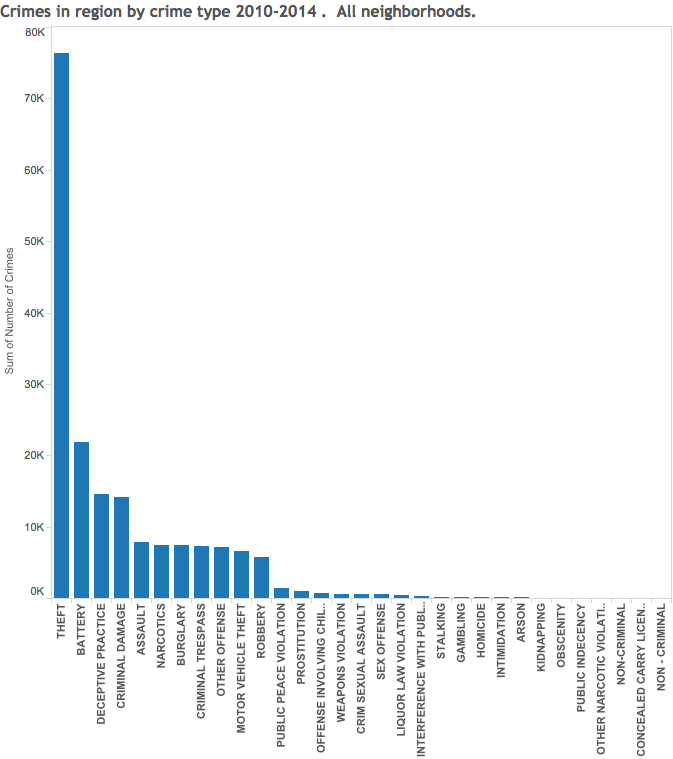 Crimes in region by crime type 2010-2014 .  All neighborhoods.
80K
70K
60K
50K
40K
30K
20K
10K
0K
Sum of Number of Crimes
THEFT
BATTERY
DECEPTIVE PRACTICE
CRIMINAL DAMAGE
ASSAULT
NARCOTICS
BURGLARY
CRIMINAL TRESPASS
OTHER OFFENSE
MOTOR VEHICLE THEFT
ROBBERY
PUBLIC PEACE VIOLATION
PROSTITUTION
OFFENSE INVOLVING CHIL..
WEAPONS VIOLATION
CRIM SEXUAL ASSAULT
SEX OFFENSE
LIQUOR LAW VIOLATION
INTERFERENCE WITH PUBL..
STALKING
GAMBLING
HOMICIDE
INTIMIDATION
ARSON
KIDNAPPING
OBSCENITY
PUBLIC INDECENCY
OTHER NARCOTIC VIOLATI..
NON-CRIMINAL
CONCEALED CARRY LICEN..
NON - CRIMINAL